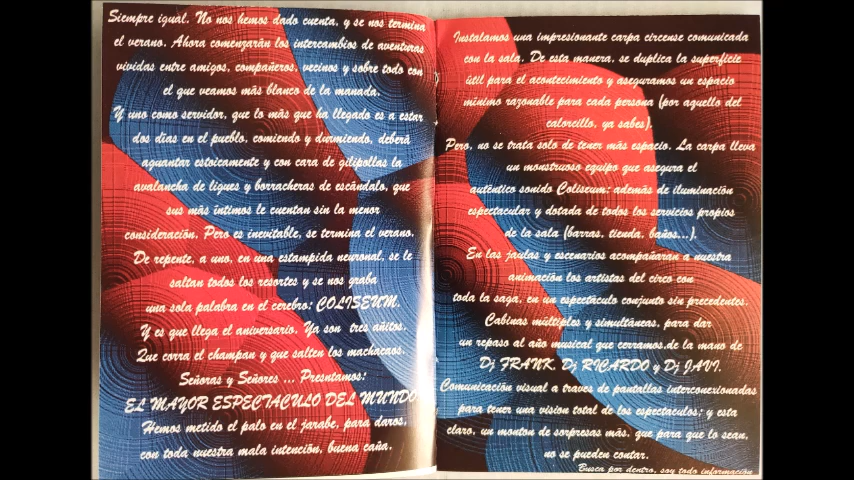 Siempre igual. No nos hemos dado cuenta, y se nos termina
el verano. Ahora comenzarán los intercambios de aventuras
vividas entre amigos, compañeros, vecinos y sobre todo con
el que veamos más blanco de la manada.
Y uno como servidor, que lo más que ha llegado es a estar
dos días en el pueblo, comiendo y durmiendo, deberá
aguantar estoicamente y con cara de gilipollas la
avalancha de ligues y borracheras de escándalo, que
sus más íntimos le cuentan sin la menor
consideración. Pero es inevitable, se termina el verano.
De repente, a uno, en una estampida neuronal, se le
saltan todos los resortes y se nos graba
una sola palabra en el cerebro: COLISEUM.
Y es que llega el aniversario. Ya son tres añitos.
Que corra el champan y que salten los machacaos.
Señoras y Señores ... Presntamos:
EL MAYOR ESPECTACULO DEL MUNDO
Hemos metido el palo en el jarabe, para daros,
con toda nuestra mala intención, buena caña.
Instalamos una impresionante carpa circense comunicada
con la sala. De esta manera, se duplica la superficie
útil para el acontecimiento y aseguramos un espacio
mínimo razonable para cada persona (por aquello del
calorcillo, ya sabes).
Pero, no se trata solo de tener más espacio. La carpa lleva
un monstruoso equipo que asegura el
auténtico sonido Coliseum; además de iluminación
espectacular y dotada de todos los servicios propios
de la sala (barras, tienda, baños...).
En las jaulas y escenarios acompañaran a nuestra
animación los artistas del circo con
toda la saga, en un espectáculo conjunto sin precedentes.
Cabinas múltiples y simultáneas, para dar
un repaso al año musical que cerramos,de la mano de
Dj FRANK, Dj RICARDO y Dj JAVI.
Comunicación visual a traves de pantallas interconexionadas
para tener una vision total de los espectaculos; y esta
claro, un monton de sorpresas más, que para que lo sean,
no se pueden contar.
Busca por dentro, soy todo información